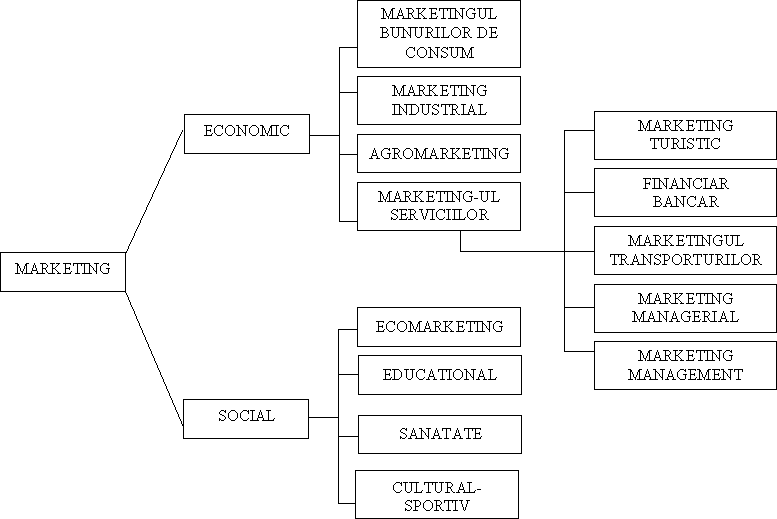 MARKETING
ECONOMIC
MARKETINGUL
BUNURILOR DE
CONSUM
MARKETING
INDUSTRIAL
AGROMARKETING
MARKETING-UL
SERVICIILOR
MARKETING
TURISTIC
FINANCIAR
BANCAR
MARKETINGUL
TRANSPORTURILOR
MARKETING
MANAGERIAL
MARKETING
MANAGEMENT
SOCIAL
ECOMARKETING
EDUCATIONAL
SANATATE
CULTURAL-
SPORTIV